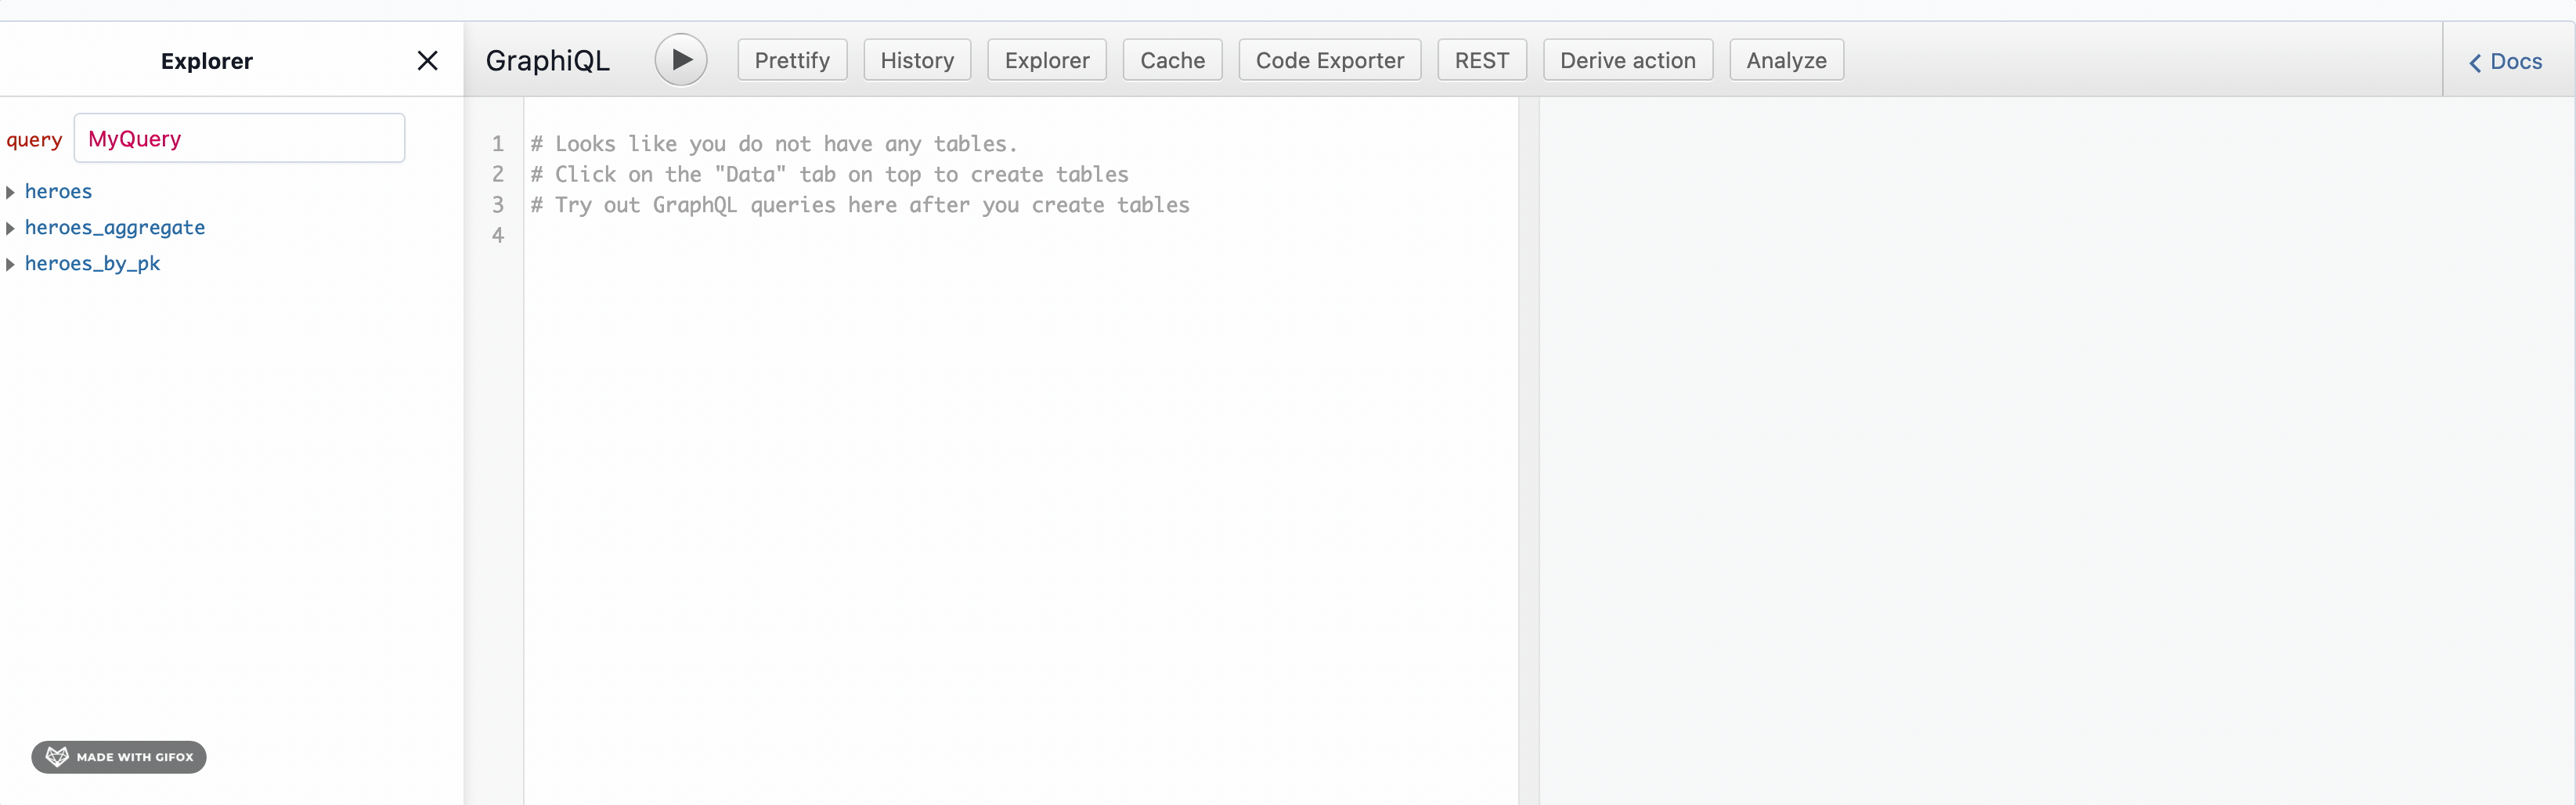 Explorer
GraphiQL
Prettify
History
Explorer
Cache
Code Exporter
REST
Derive action
Analyze
Docs
query MyQuery
heroes
heroes_aggregate
heroes_by_pk
1 # Looks like you do not have any tables.
2 # Click on the "Data" tab on top to create tables
3 # Try out GraphQL queries here after you create tables
4
MADE WITH GIFOX